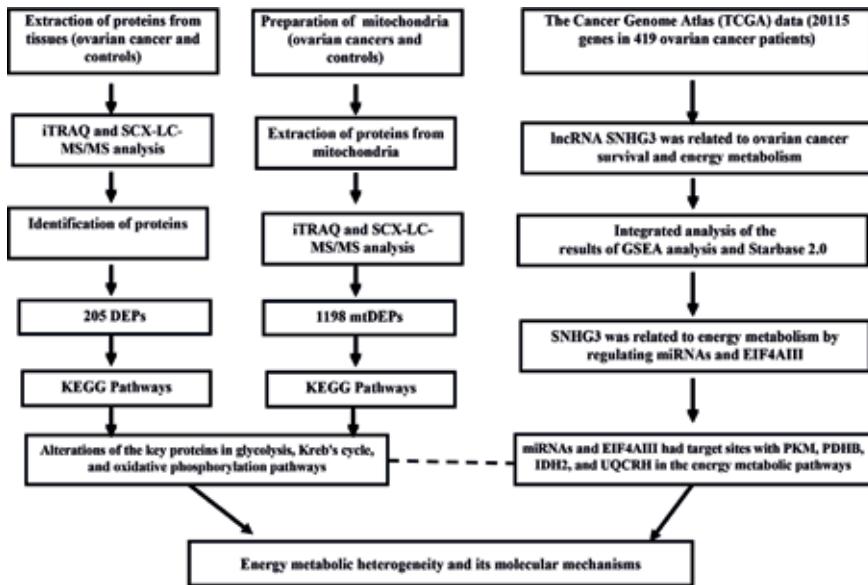 Extraction of proteins from
tissues (ovarian cancer and
controls)
iTRAQ and SCX-LC-
MS/MS analysis
Identification of proteins
205 DEPs
KEGG Pathways
Preparation of mitochondria
(ovarian cancers and
controls)
Extraction of proteins from
mitochondria
iTRAQ and SCX-LC-
MS/MS analysis
1198 mtDEPs
KEGG Pathways
Alterations of the key proteins in glycolysis, Kreb's cycle,
and oxidative phosphorylation pathways
The Cancer Genome Atlas (TCGA) data (20115
genes in 419 ovarian cancer patients)
lncRNA SNHG3 was related to ovarian cancer
survival and energy metabolism
Integrated analysis of the
results of GSEA analysis and Starbase 2.0
SNHG3 was related to energy metabolism by
regulating miRNAs and EIF4AIII
miRNAs and EIF4AIII had target sites with PKM, PDHB,
IDH2, and UQCRH in the energy metabolic pathways
Energy metabolic heterogeneity and its molecular mechanisms